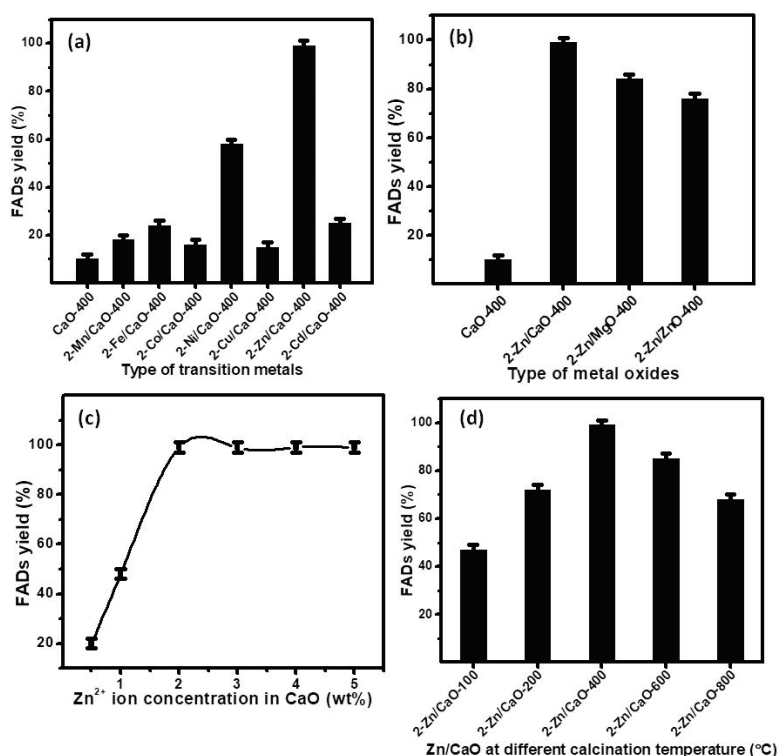 (a)
FADs yield (%)
100
80
60
40
20
CaO-400
2-Mn/CaO-400
2-Fe/CaO-400
2-Co/CaO-400
2-Ni/CaO-400
2-Cu/CaO-400
2-Zn/CaO-400
2-Cd/CaO-400
Type of transition metals
(b)
FADs yield (%)
100
80
60
40
20
CaO-400
2-Zn/CaO-400
2-Zn/MgO-400
2-Zn/ZnO-400
Type of metal oxides
(c)
FADs yield (%)
120
100
80
60
40
20
1 2 3 4 5
Zn²⁺ ion concentration in CaO (wt%)
(d)
FADs yield (%)
100
80
60
40
20
2-Zn/CaO-100
2-Zn/CaO-200
2-Zn/CaO-400
2-Zn/CaO-600
2-Zn/CaO-800
Zn/CaO at different calcination temperature (°C)